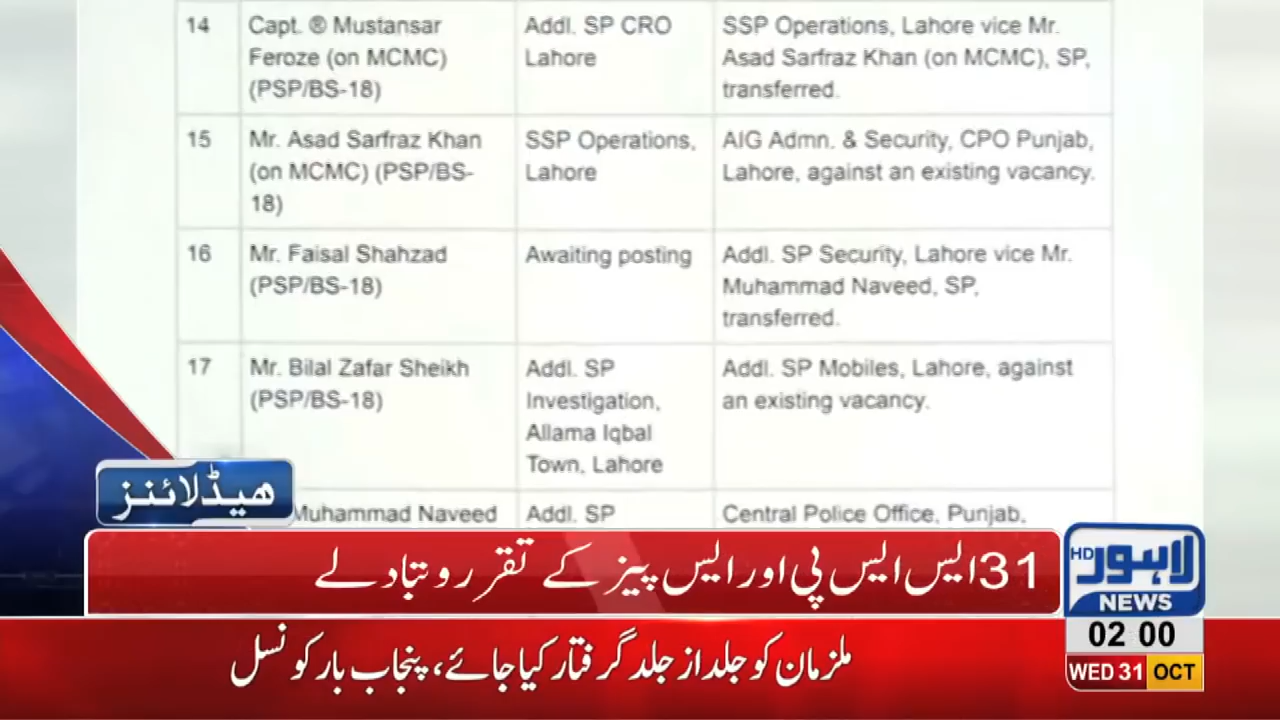 14 Capt. ® Mustansar Addl. SP CRO SSP Operations, Lahore vice Mr.
Feroze (on MCMC) Lahore Asad Sarfraz Khan (on MCMC), SP,
(PSP/BS-18) transferred.
15 Mr. Asad Sarfraz Khan SSP Operations, AIG Admn. & Security, CPO Punjab,
(on MCMC) (PSP/BS- Lahore Lahore, against an existing vacancy.
18)
16 Mr. Faisal Shahzad Awaiting posting Addl. SP Security, Lahore vice Mr.
(PSP/BS-18) Muhammad Naveed, SP,
transferred.
17 Mr. Bilal Zafar Sheikh Addl. SP Addl. SP Mobiles, Lahore, against
(PSP/BS-18) Investigation, an existing vacancy.
Allama Iqbal
Town, Lahore
Muhammad Naveed Addl. SP Central Police Office, Punjab,
ہیڈلائنز
31 ایس ایس پی اور ایس پیز کے تقرر و تبادلے
HD لاہور
NEWS
02 00
ملزمان کو جلد از جلد گرفتار کیا جائے، پنجاب بار کونسل
WED 31 OCT